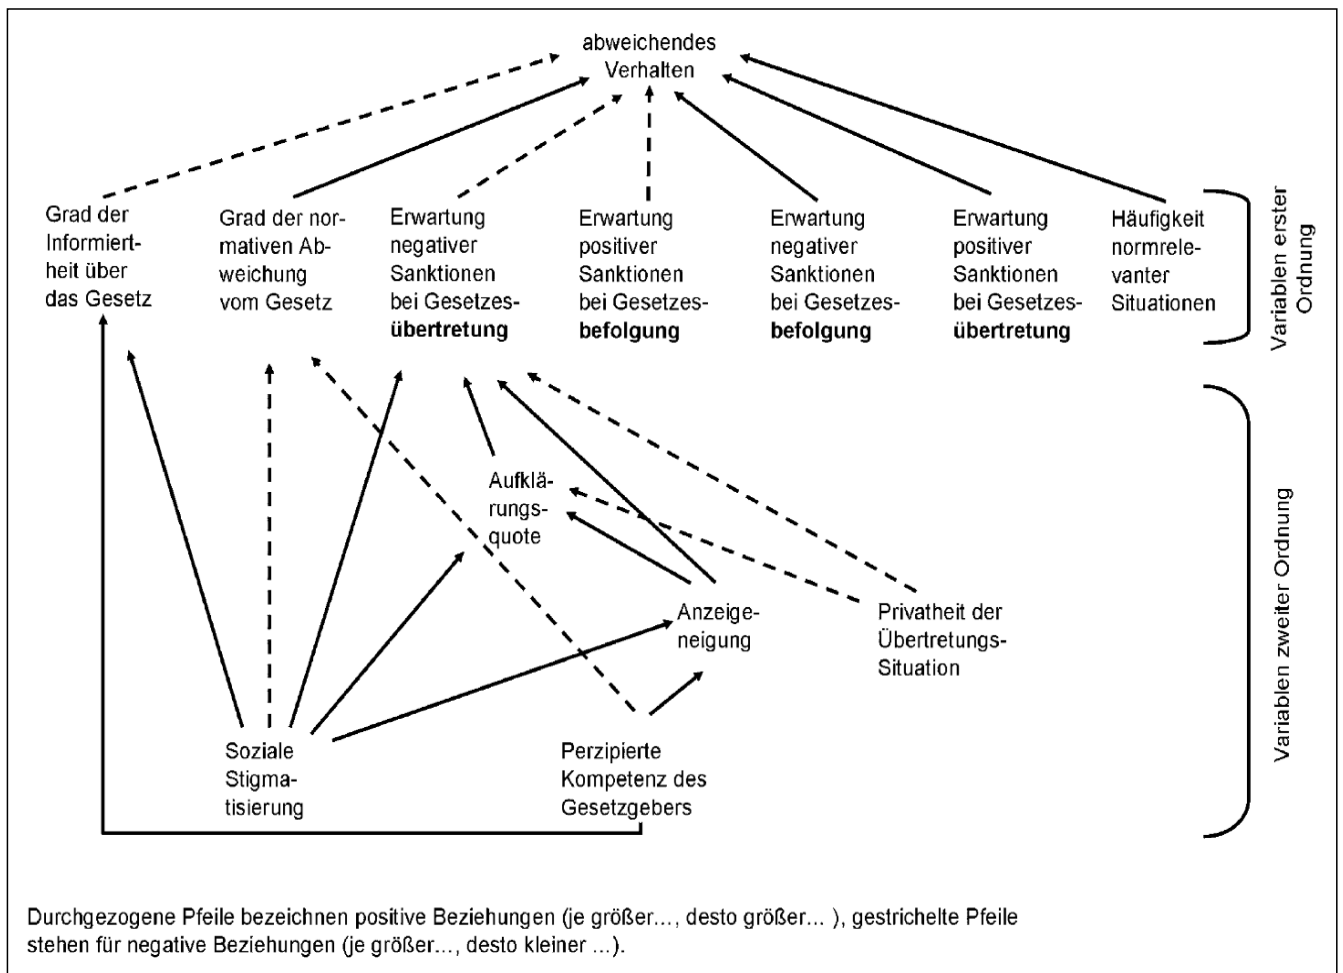 abweichendes
Verhalten
Grad der
Informiert-
heit über
das Gesetz
Grad der nor-
mativen Ab-
weichung
vom Gesetz
Erwartung
negativer
Sanktionen
bei Gesetzes-
übertretung
Erwartung
positiver
Sanktionen
bei Gesetzes-
befolgung
Erwartung
negativer
Sanktionen
bei Gesetzes-
befolgung
Erwartung
positiver
Sanktionen
bei Gesetzes-
übertretung
Häufigkeit
normrele-
vanter
Situationen
Variablen erster
Ordnung
Aufklä-
rungs-
quote
Anzeige-
neigung
Privatheit der
Übertretungs-
Situation
Variablen zweiter Ordnung
Soziale
Stigma-
tisierung
Perzipierte
Kompetenz des
Gesetzgebers
Durchgezogene Pfeile bezeichnen positive Beziehungen (je größer…, desto größer… ), gestrichelte Pfeile
stehen für negative Beziehungen (je größer…, desto kleiner …).